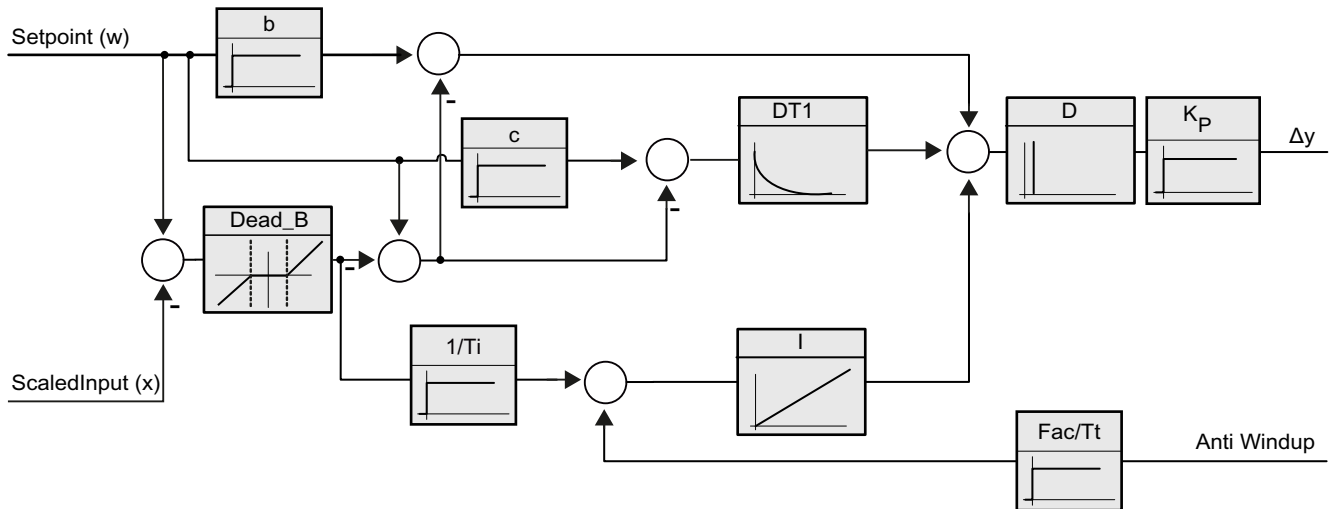 b
Setpoint (w)
-
c
DT1
D
K_P
Δy
-
Dead_B
-
-
1/Ti
I
ScaledInput (x)
Fac/Tt
Anti Windup